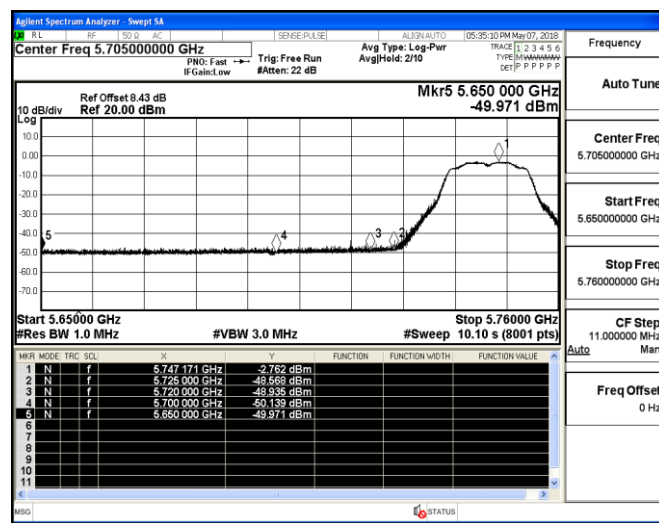 Agilent Spectrum Analyzer - Swept SA
RL RF 50 Ω AC SENSE:PULSE ALIGN AUTO 05:35:10 PM May 07, 2018
Center Freq 5.705000000 GHz
PNO: Fast
IFGain:Low
Trig: Free Run
#Atten: 22 dB
Avg Type: Log-Pwr
Avg|Hold: 2/10
TRACE 1 2 3 4 5 6
TYPE M WWWWW
DET P P P P P P
Frequency
Auto Tune
Center Freq
5.705000000 GHz
Start Freq
5.650000000 GHz
Stop Freq
5.760000000 GHz
CF Step
11.000000 MHz
Auto Man
Freq Offset
0 Hz
Mkr5 5.650 000 GHz
-49.971 dBm
Ref Offset 8.43 dB
10 dB/div Ref 20.00 dBm
Log
10.0
0.00
-10.0
-20.0
-30.0
-40.0
-50.0
-60.0
-70.0
1
2
3
4
5
Start 5.65000 GHz Stop 5.76000 GHz
#Res BW 1.0 MHz #VBW 3.0 MHz #Sweep 10.10 s (8001 pts)
MKR MODE TRC SCL X Y FUNCTION FUNCTION WIDTH FUNCTION VALUE
1 N f 5.747 171 GHz -2.762 dBm
2 N f 5.725 000 GHz -48.568 dBm
3 N f 5.720 000 GHz -48.935 dBm
4 N f 5.700 000 GHz -50.139 dBm
5 N f 5.650 000 GHz -49.971 dBm
6
7
8
9
10
11
MSG STATUS